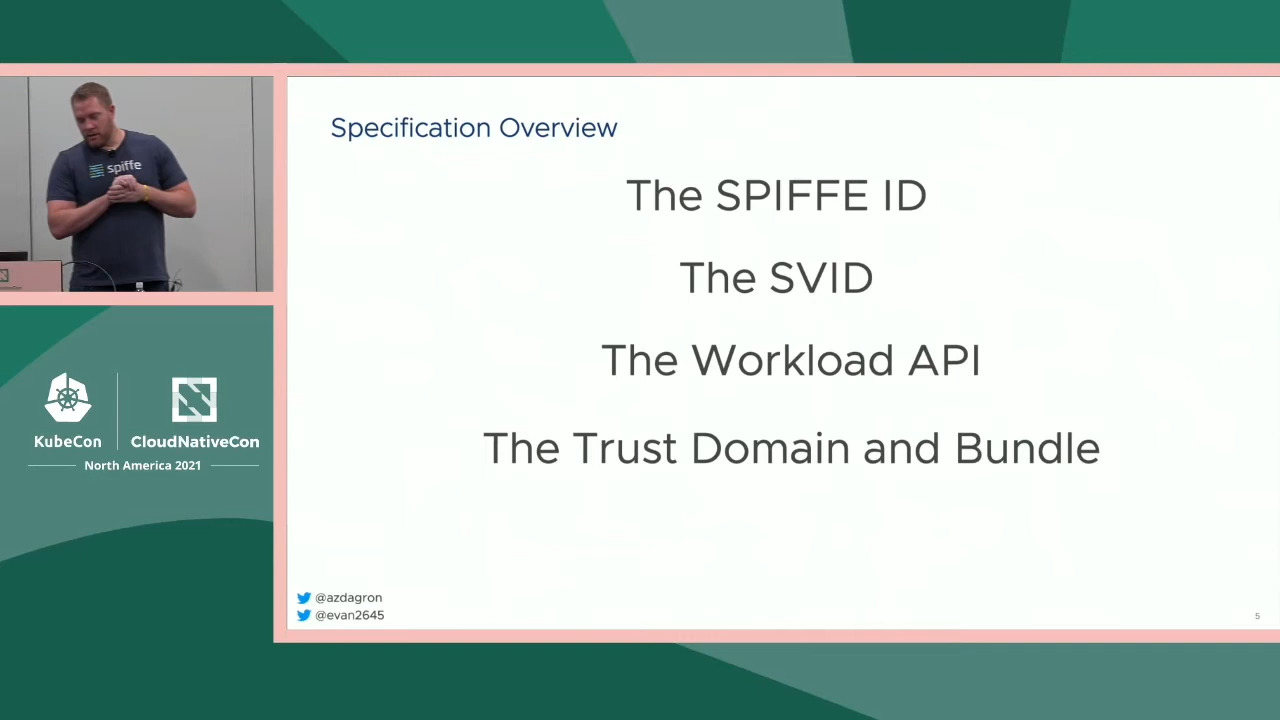 Specification Overview
The SPIFFE ID
The SVID
The Workload API
The Trust Domain and Bundle
spiffe
KubeCon
CloudNativeCon
North America 2021
@azdagron
@evan2645
5